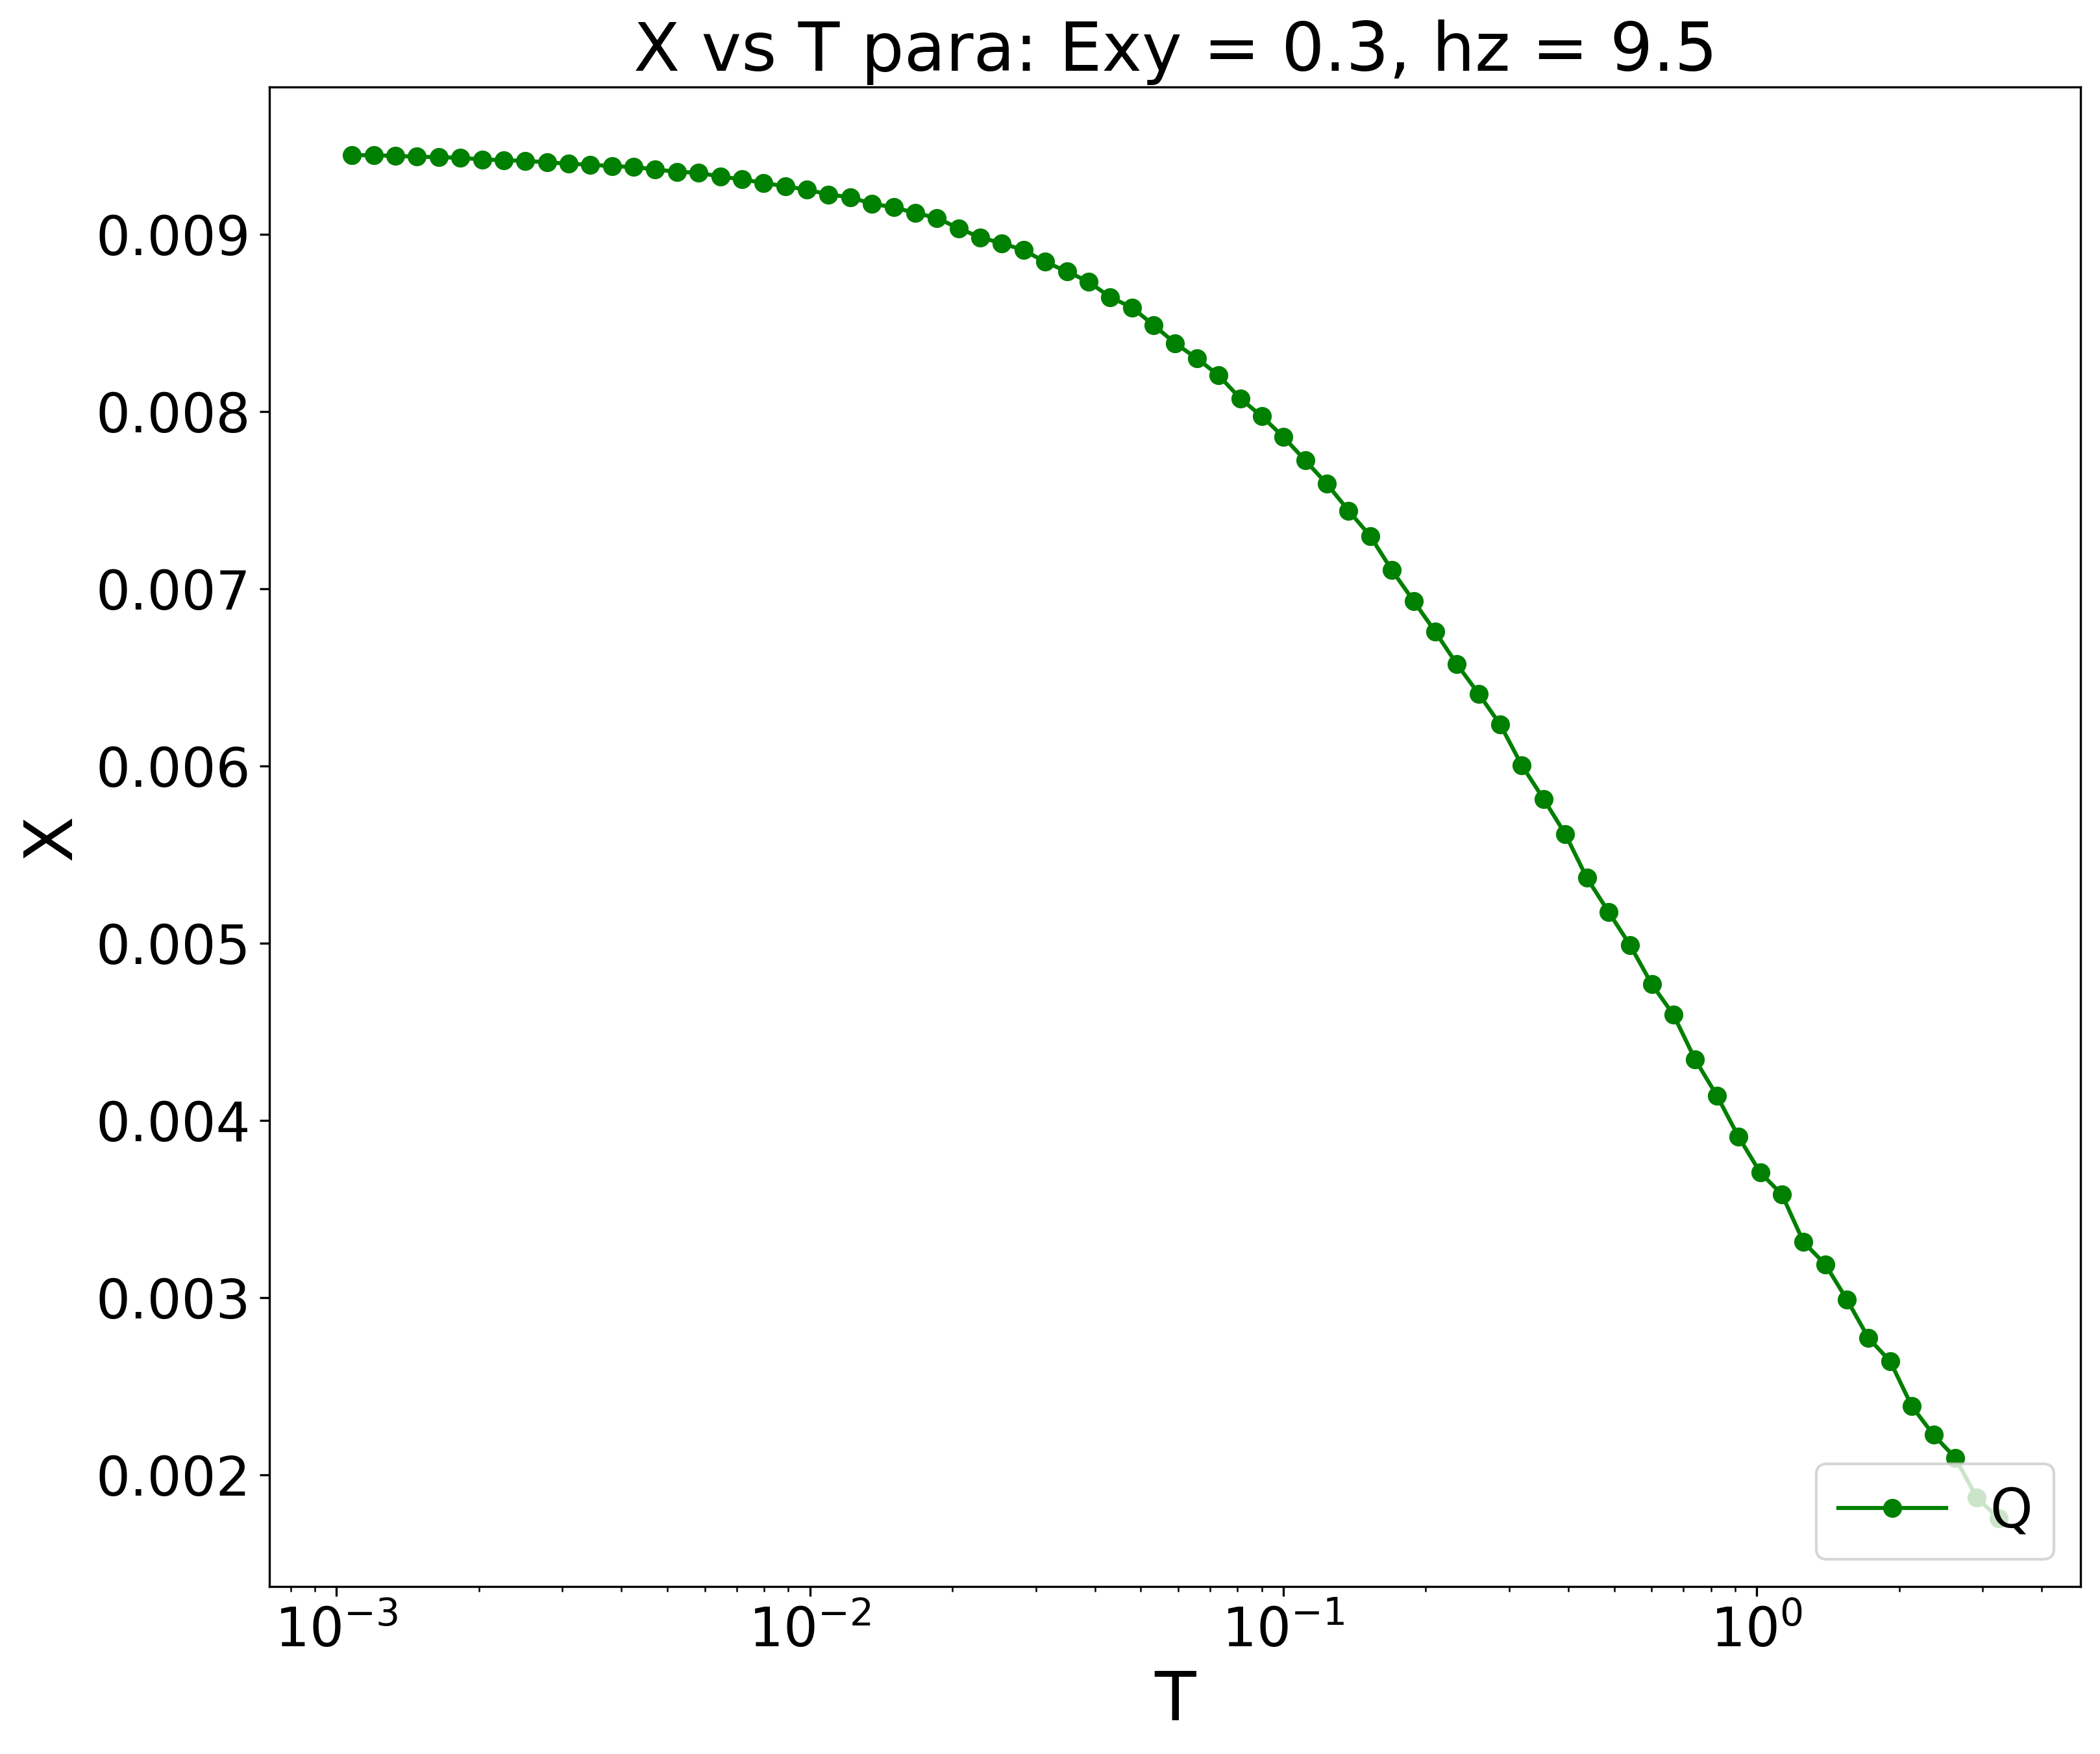 X vs T para: Exy = 0.3, hz = 9.5
X
0.009
0.008
0.007
0.006
0.005
0.004
0.003
0.002
Q
10⁻³ 10⁻² 10⁻¹ 10⁰
T